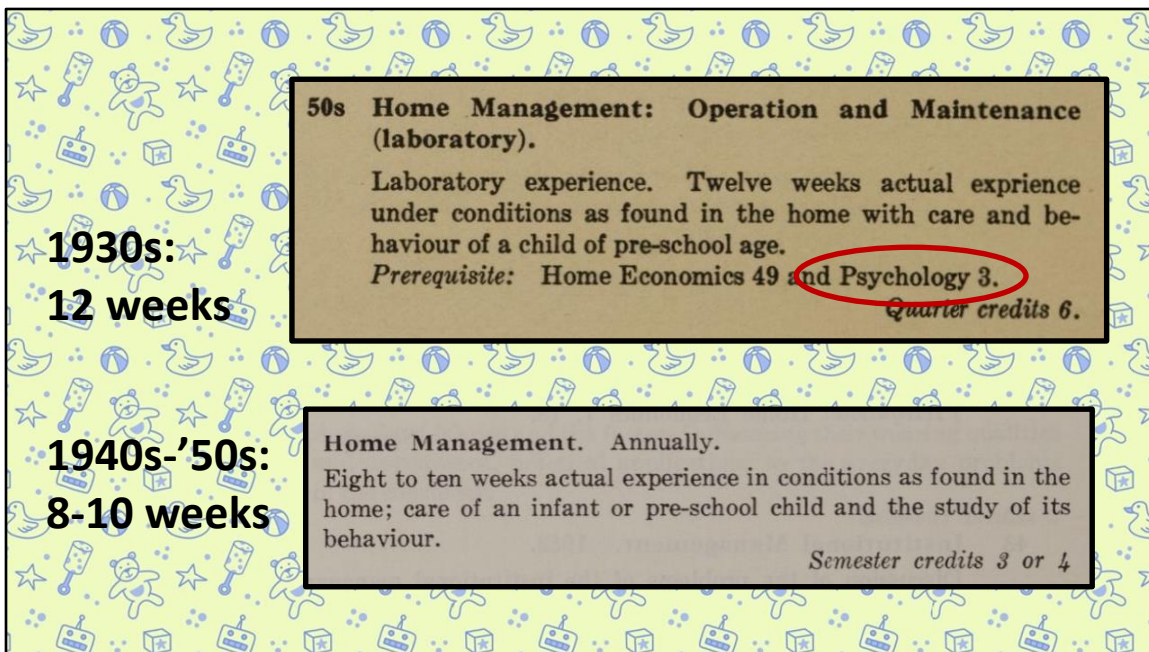 50s Home Management: Operation and Maintenance
(laboratory).
Laboratory experience. Twelve weeks actual exprience
under conditions as found in the home with care and be-
haviour of a child of pre-school age.
Prerequisite: Home Economics 49 and Psychology 3.
Quarter credits 6.
1930s:
12 weeks
Home Management. Annually.
Eight to ten weeks actual experience in conditions as found in the
home; care of an infant or pre-school child and the study of its
behaviour.
Semester credits 3 or 4
1940s-’50s:
8-10 weeks